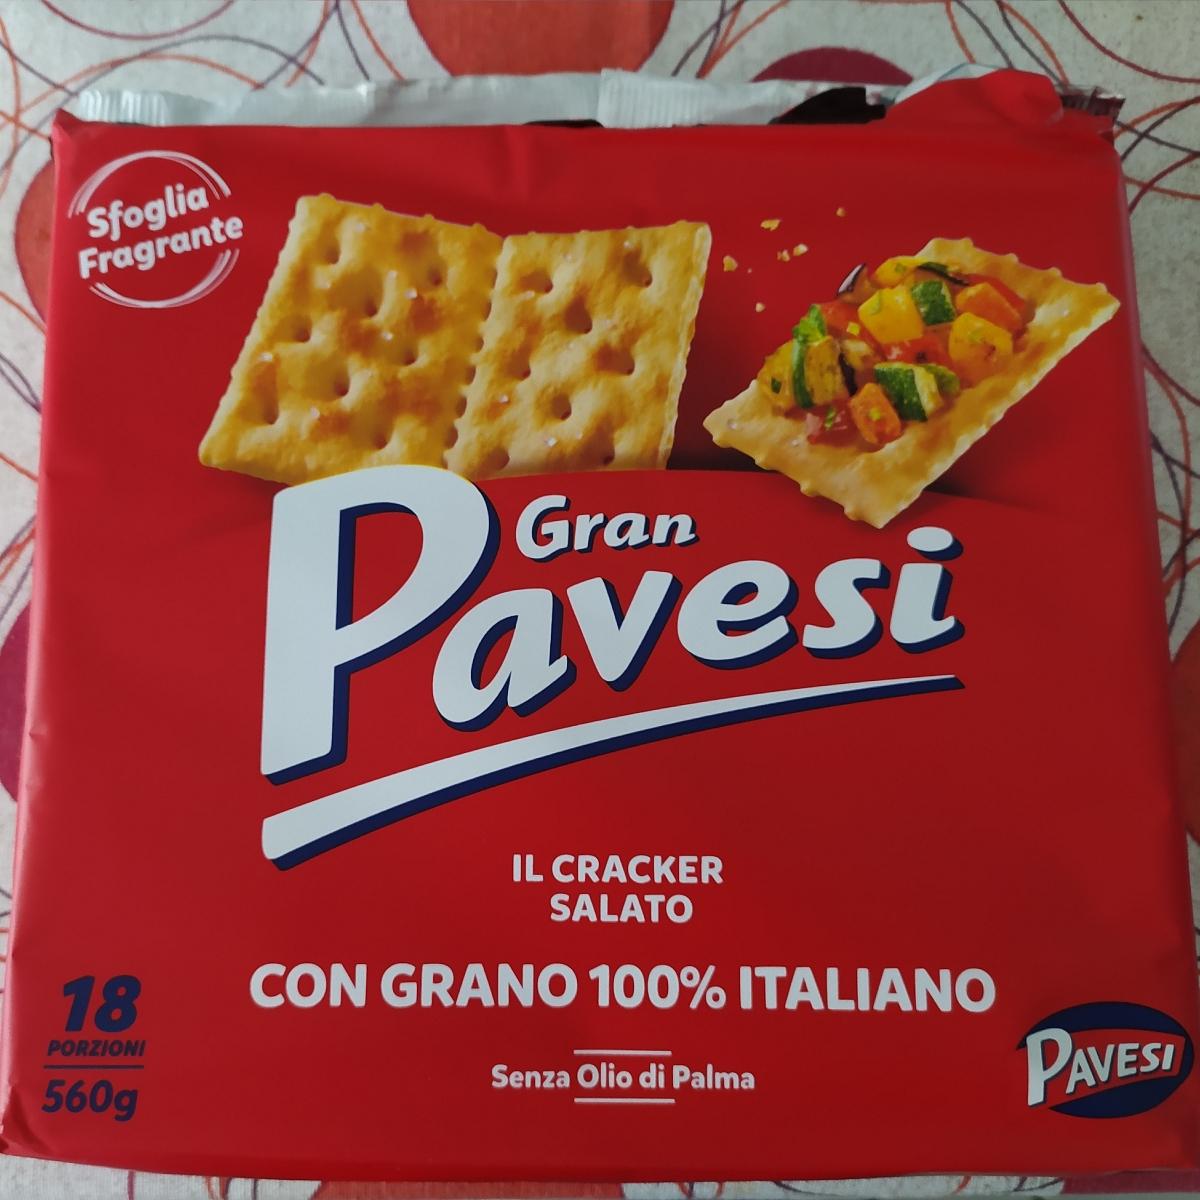 Sfoglia
Fragrante
Gran
Pavesi
IL CRACKER
SALATO
CON GRANO 100% ITALIANO
Senza Olio di Palma
18
PORZIONI
560g
PAVESI